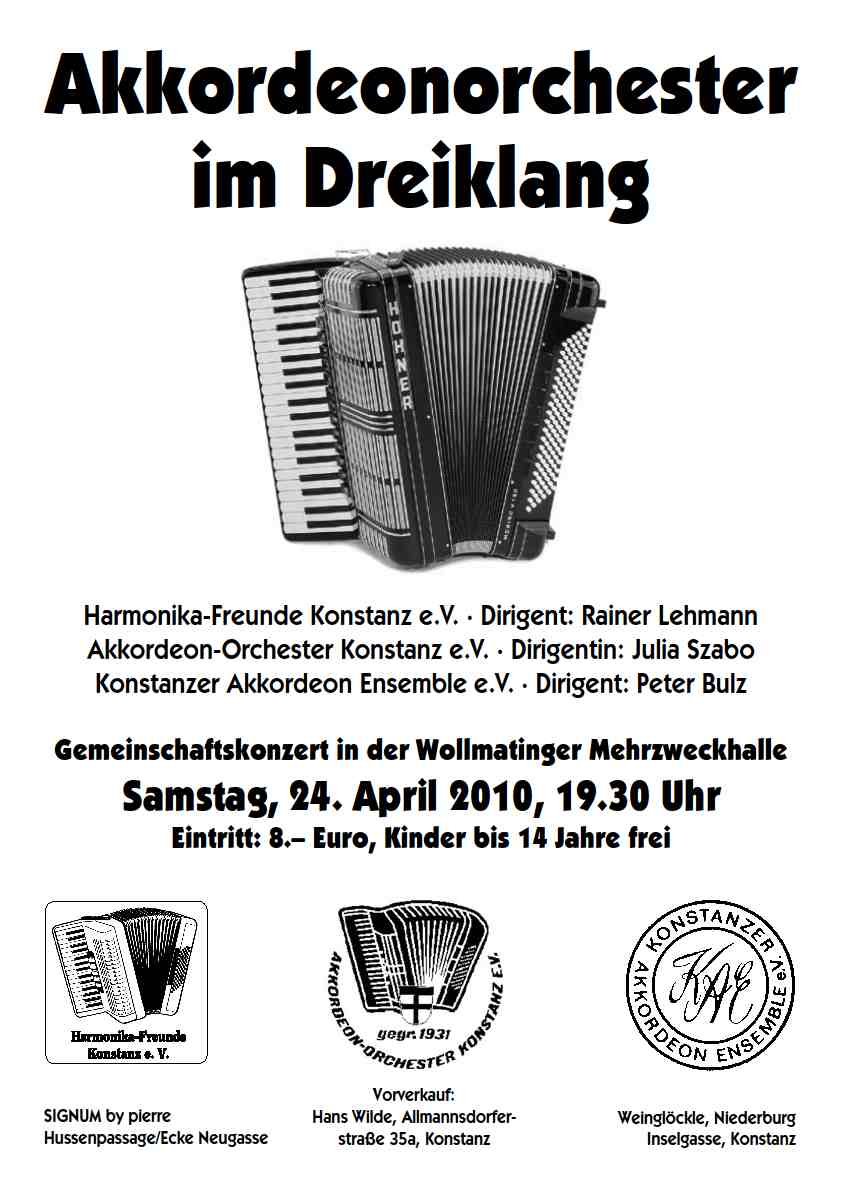 Akkordeonorchester
im Dreiklang
HOHNER
MORINO V 120
Harmonika-Freunde Konstanz e.V. · Dirigent: Rainer Lehmann
Akkordeon-Orchester Konstanz e.V. · Dirigentin: Julia Szabo
Konstanzer Akkordeon Ensemble e.V. · Dirigent: Peter Bulz
Gemeinschaftskonzert in der Wollmatinger Mehrzweckhalle
Samstag, 24. April 2010, 19.30 Uhr
Eintritt: 8.– Euro, Kinder bis 14 Jahre frei
Harmonika-Freunde
Konstanz e. V.
AKKORDEON-ORCHESTER KONSTANZ E.V.
gegr. 1931
KONSTANZER
AKKORDEON ENSEMBLE e.V.
KAE
SIGNUM by pierre
Hussenpassage/Ecke Neugasse
Vorverkauf:
Hans Wilde, Allmannsdorfer-
straße 35a, Konstanz
Weinglöckle, Niederburg
Inselgasse, Konstanz